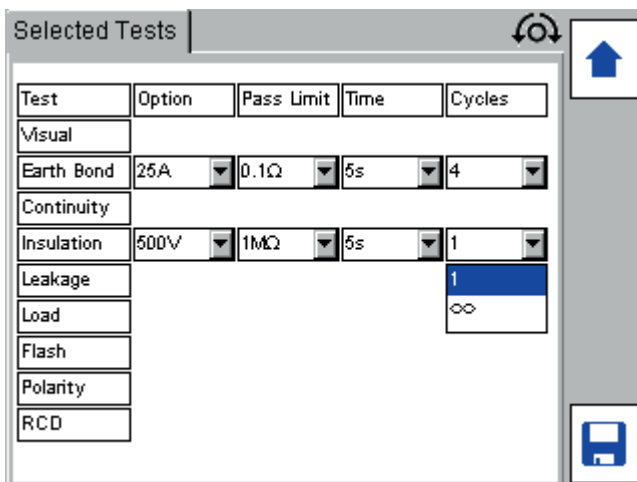 Selected Tests
Test Option Pass Limit Time Cycles
Visual
Earth Bond 25A 0.1Ω 5s 4
Continuity
Insulation 500V 1MΩ 5s 1
Leakage 1
Load ∞
Flash
Polarity
RCD